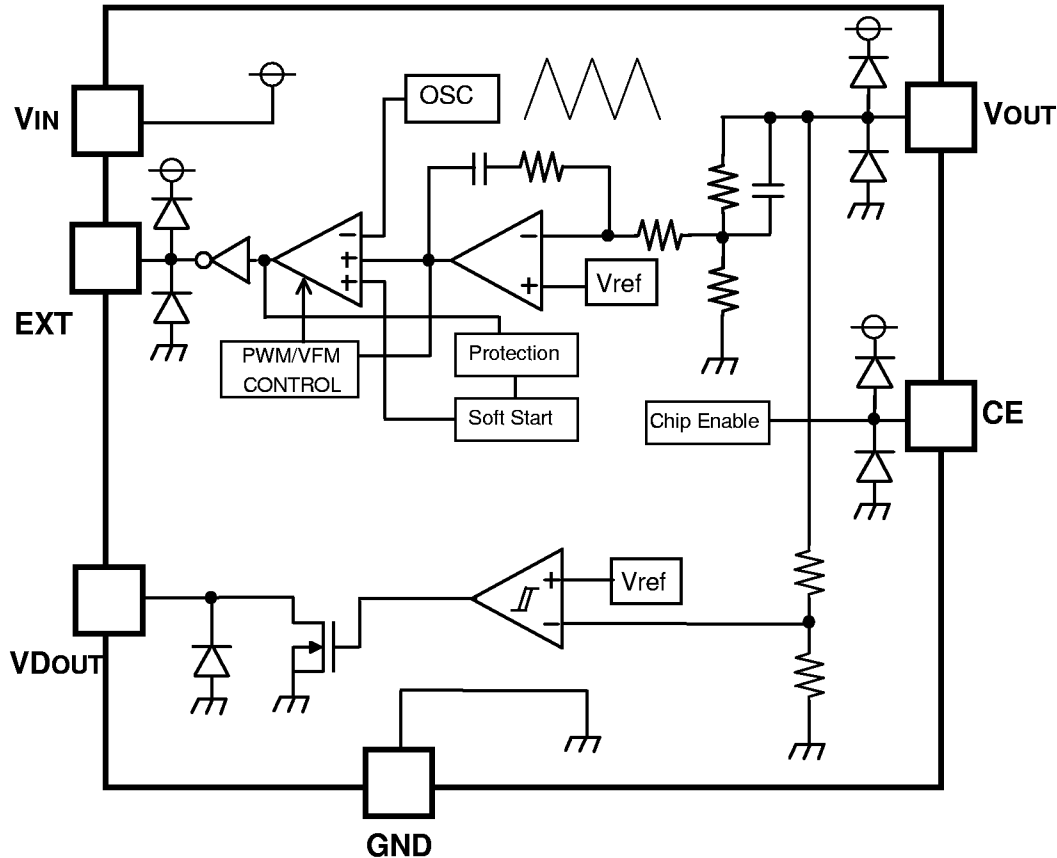 OSC
VIN
VOUT
Vref
EXT
Protection
PWM/VFM
CONTROL
Soft Start
Chip Enable
CE
Vref
VDOUT
GND